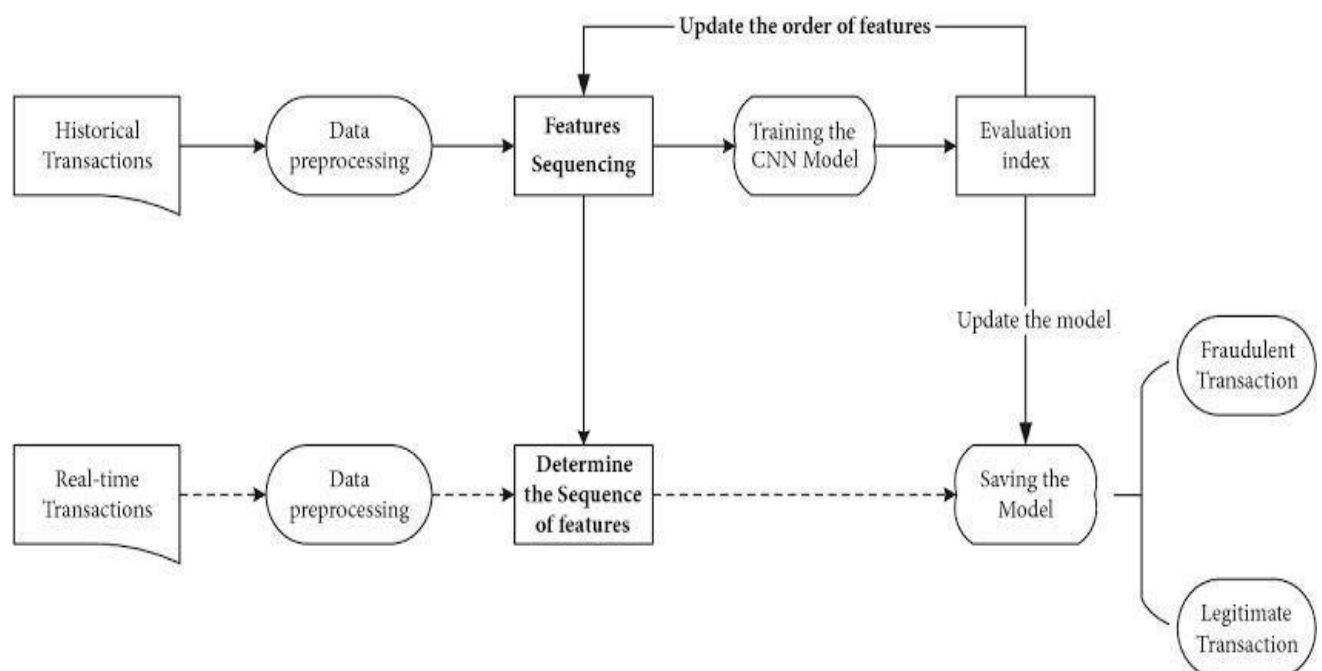 Update the order of features
Historical
Transactions
Data
preprocessing
Features
Sequencing
Training the
CNN Model
Evaluation
index
Update the model
Fraudulent
Transaction
Real-time
Transactions
Data
preprocessing
Determine
the Sequence
of features
Saving the
Model
Legitimate
Transaction